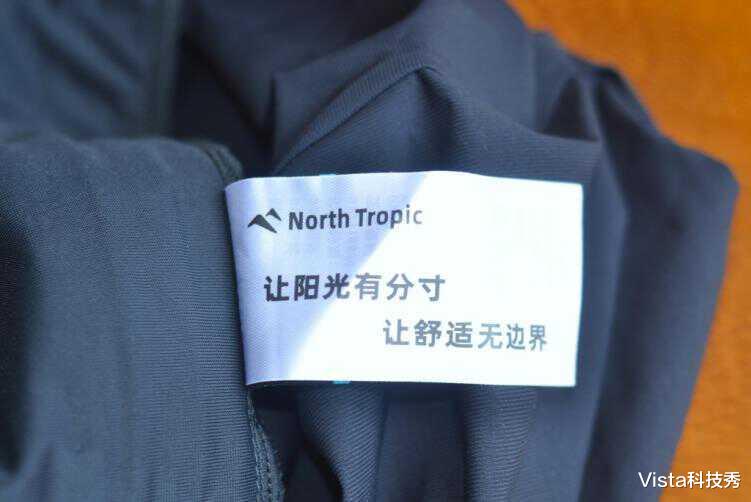 North Tropic
让阳光有分寸
让舒适无边界
Vista科技秀